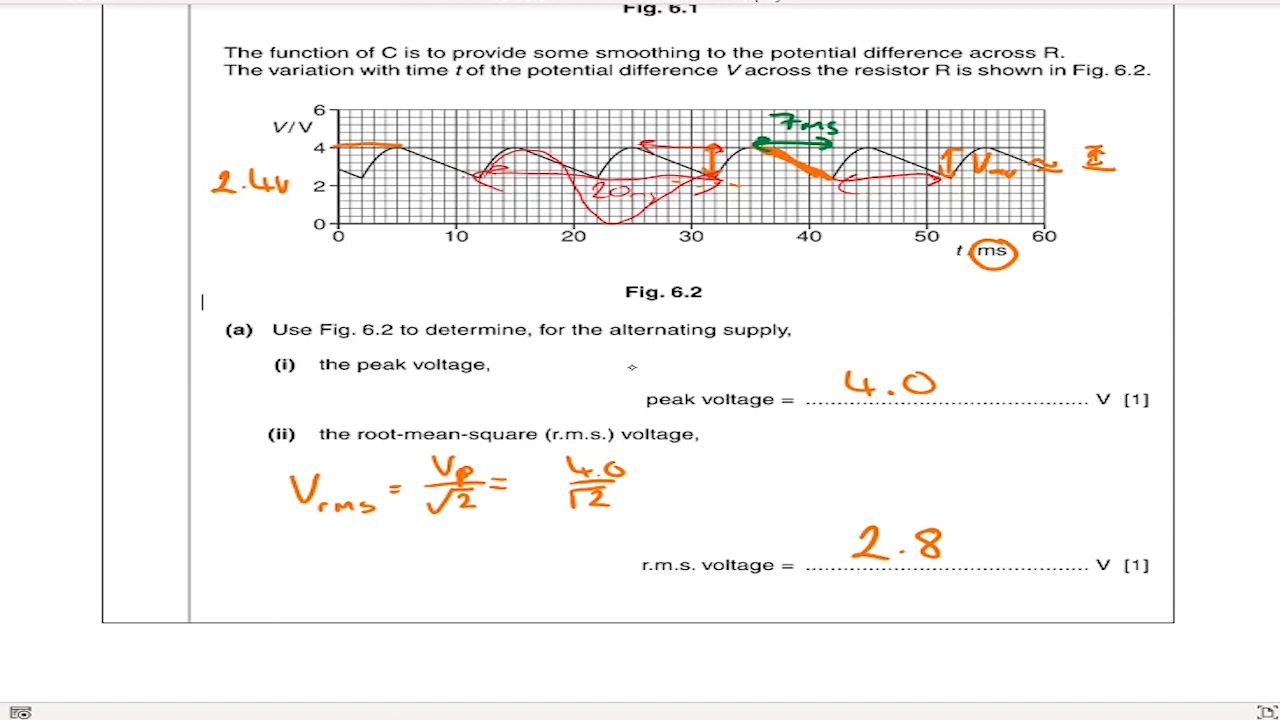 Fig. 6.1
The function of C is to provide some smoothing to the potential difference across R.
The variation with time t of the potential difference V across the resistor R is shown in Fig. 6.2.
6
7ms
V/V
4
2.4V
2
20ms
0
0 10 20 30 40 50 60
t / ms
Fig. 6.2
(a) Use Fig. 6.2 to determine, for the alternating supply,
(i) the peak voltage,
4.0
peak voltage = ................................................ V [1]
(ii) the root-mean-square (r.m.s.) voltage,
Vrms = Vp/√2 = 4.0/√2
2.8
r.m.s. voltage = ................................................ V [1]